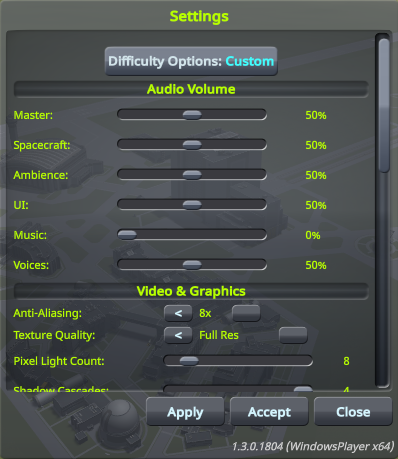 Settings
Difficulty Options: Custom
Audio Volume
Master: 50%
Spacecraft: 50%
Ambience: 50%
UI: 50%
Music: 0%
Voices: 50%
Video & Graphics
Anti-Aliasing: < 8x
Texture Quality: < Full Res
Pixel Light Count: 8
Shadow Cascades: 4
Apply Accept Close
1.3.0.1804 (WindowsPlayer x64)